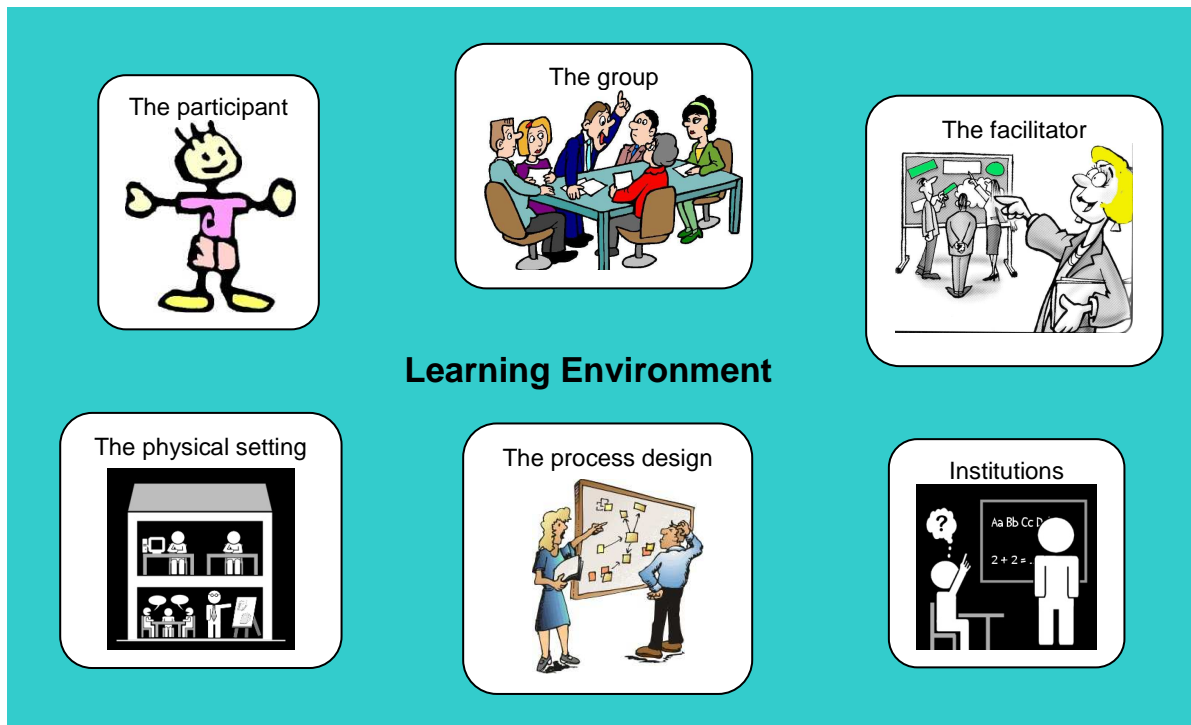 The participant
The group
The facilitator
Learning Environment
The physical setting
The process design
Institutions
?
Aa Bb Cc D
2 + 2 = .